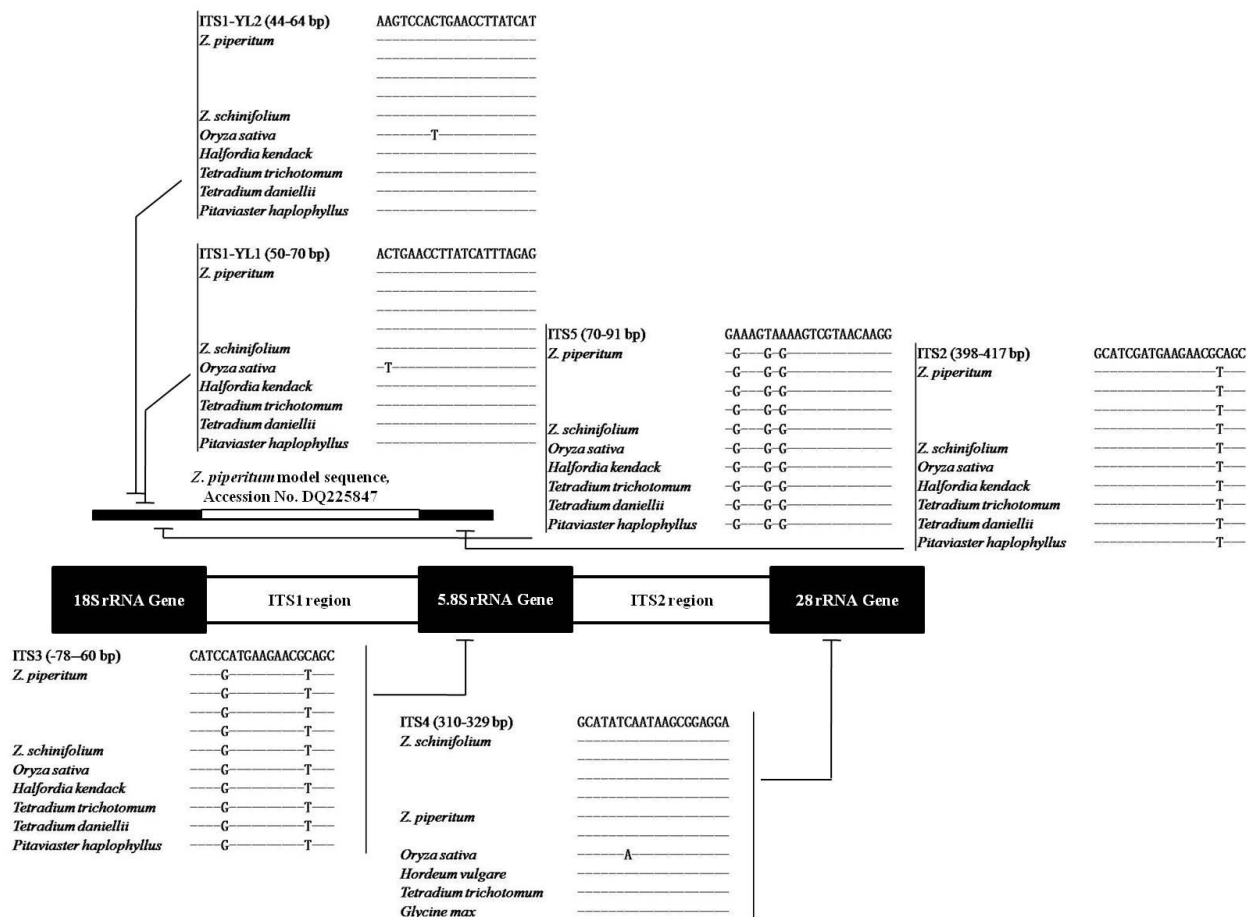 ITS1-YL2 (44-64 bp) AAGTCCACTGAACCTTATCAT
Z. piperitum ---------------------
---------------------
---------------------
---------------------
Z. schinifolium ---------------------
Oryza sativa -------T-------------
Halfordia kendack ---------------------
Tetradium trichotomum ---------------------
Tetradium daniellii ---------------------
Pitaviaster haplophyllus ---------------------
ITS1-YL1 (50-70 bp) ACTGAACCTTATCATTTAGAG
Z. piperitum ---------------------
---------------------
---------------------
---------------------
Z. schinifolium ---------------------
Oryza sativa -T-------------------
Halfordia kendack ---------------------
Tetradium trichotomum ---------------------
Tetradium daniellii ---------------------
Pitaviaster haplophyllus ---------------------
ITS5 (70-91 bp) GAAAGTAAAAGTCGTAACAAGG
Z. piperitum -G---G-G--------------
-G---G-G--------------
-G---G-G--------------
-G---G-G--------------
Z. schinifolium -G---G-G--------------
Oryza sativa -G---G-G--------------
Halfordia kendack -G---G-G--------------
Tetradium trichotomum -G---G-G--------------
Tetradium daniellii -G---G-G--------------
Pitaviaster haplophyllus -G---G-G--------------
ITS2 (398-417 bp) GCATCGATGAAGAACGCAGC
Z. piperitum ----------------T---
----------------T---
----------------T---
----------------T---
Z. schinifolium ----------------T---
Oryza sativa ----------------T---
Halfordia kendack ----------------T---
Tetradium trichotomum ----------------T---
Tetradium daniellii ----------------T---
Pitaviaster haplophyllus ----------------T---
Z. piperitum model sequence,
Accession No. DQ225847
18S rRNA Gene ITS1 region 5.8S rRNA Gene ITS2 region 28 rRNA Gene
ITS3 (-78--60 bp) CATCCATGAAGAACGCAGC
Z. piperitum ----G----------T---
----G----------T---
----G----------T---
----G----------T---
Z. schinifolium ----G----------T---
Oryza sativa ----G----------T---
Halfordia kendack ----G----------T---
Tetradium trichotomum ----G----------T---
Tetradium daniellii ----G----------T---
Pitaviaster haplophyllus ----G----------T---
ITS4 (310-329 bp) GCATATCAATAAGCGGAGGA
Z. schinifolium --------------------
--------------------
--------------------
--------------------
Z. piperitum --------------------
--------------------
Oryza sativa ------A-------------
Hordeum vulgare --------------------
Tetradium trichotomum --------------------
Glycine max --------------------